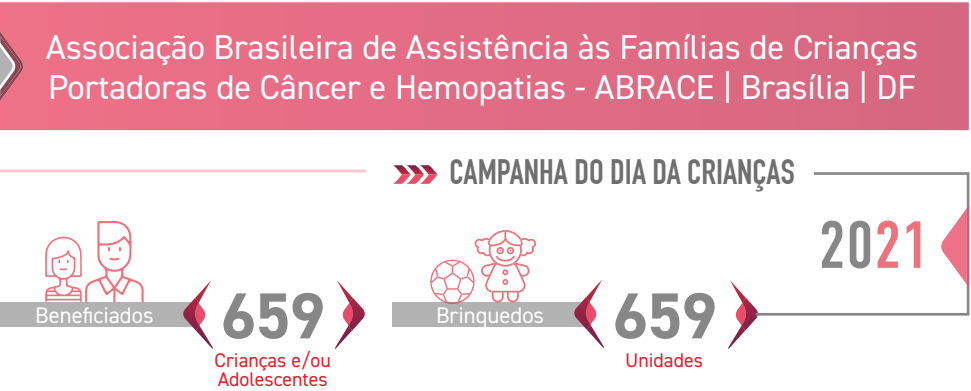 Associação Brasileira de Assistência às Famílias de Crianças
Portadoras de Câncer e Hemopatias - ABRACE | Brasília | DF
CAMPANHA DO DIA DA CRIANÇAS
2021
Beneficiados
659
Crianças e/ou
Adolescentes
Brinquedos
659
Unidades